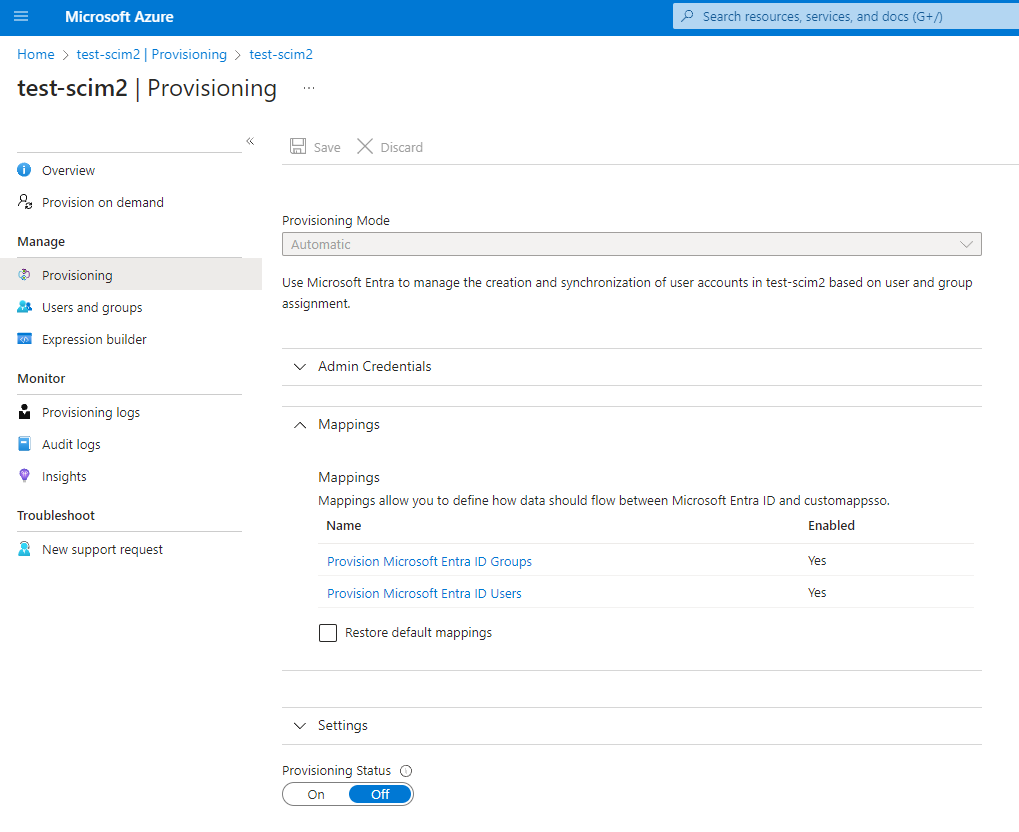 Microsoft Azure
Search resources, services, and docs (G+/)
Home > test-scim2 | Provisioning > test-scim2
test-scim2 | Provisioning ...
«
Overview
Provision on demand
Manage
Provisioning
Users and groups
Expression builder
Monitor
Provisioning logs
Audit logs
Insights
Troubleshoot
New support request
Save Discard
Provisioning Mode
Automatic
Use Microsoft Entra to manage the creation and synchronization of user accounts in test-scim2 based on user and group
assignment.
Admin Credentials
Mappings
Mappings
Mappings allow you to define how data should flow between Microsoft Entra ID and customappsso.
Name Enabled
Provision Microsoft Entra ID Groups Yes
Provision Microsoft Entra ID Users Yes
Restore default mappings
Settings
Provisioning Status
On Off